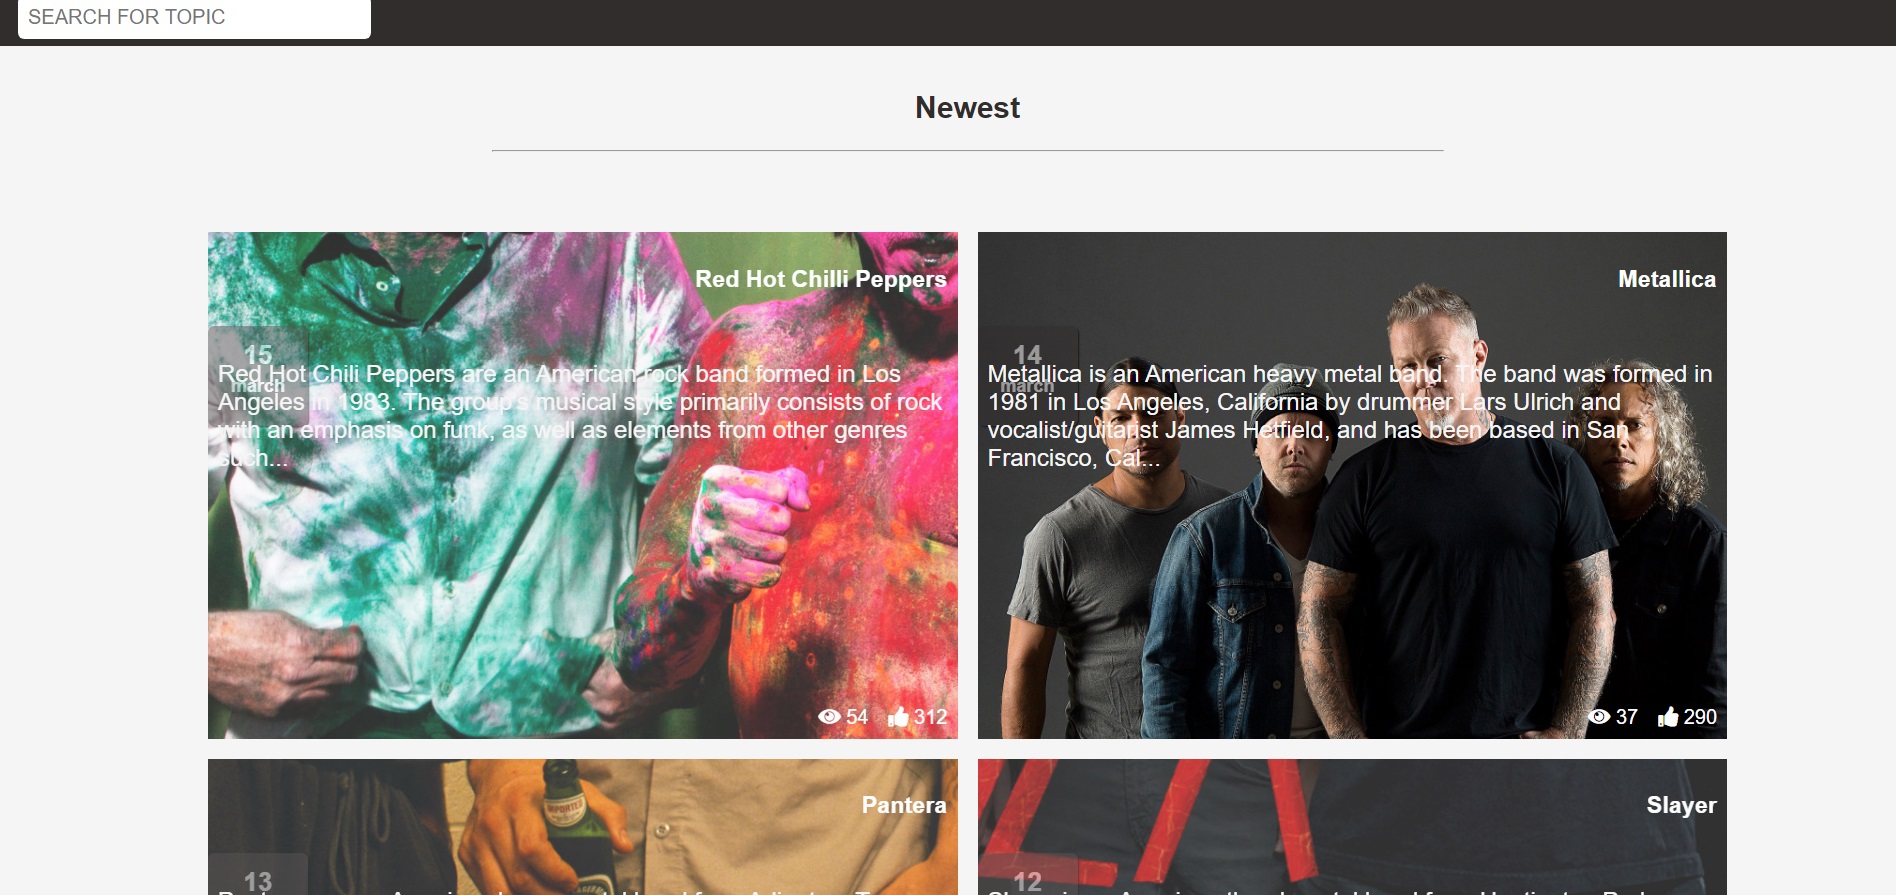 SEARCH FOR TOPIC
Newest
Red Hot Chilli Peppers
15
march
Red Hot Chili Peppers are an American rock band formed in Los
Angeles in 1983. The group's musical style primarily consists of rock
with an emphasis on funk, as well as elements from other genres
such...
54 312
Metallica
14
march
Metallica is an American heavy metal band. The band was formed in
1981 in Los Angeles, California by drummer Lars Ulrich and
vocalist/guitarist James Hetfield, and has been based in San
Francisco, Cal...
37 290
Pantera
IMPORTED
13
Slayer
12